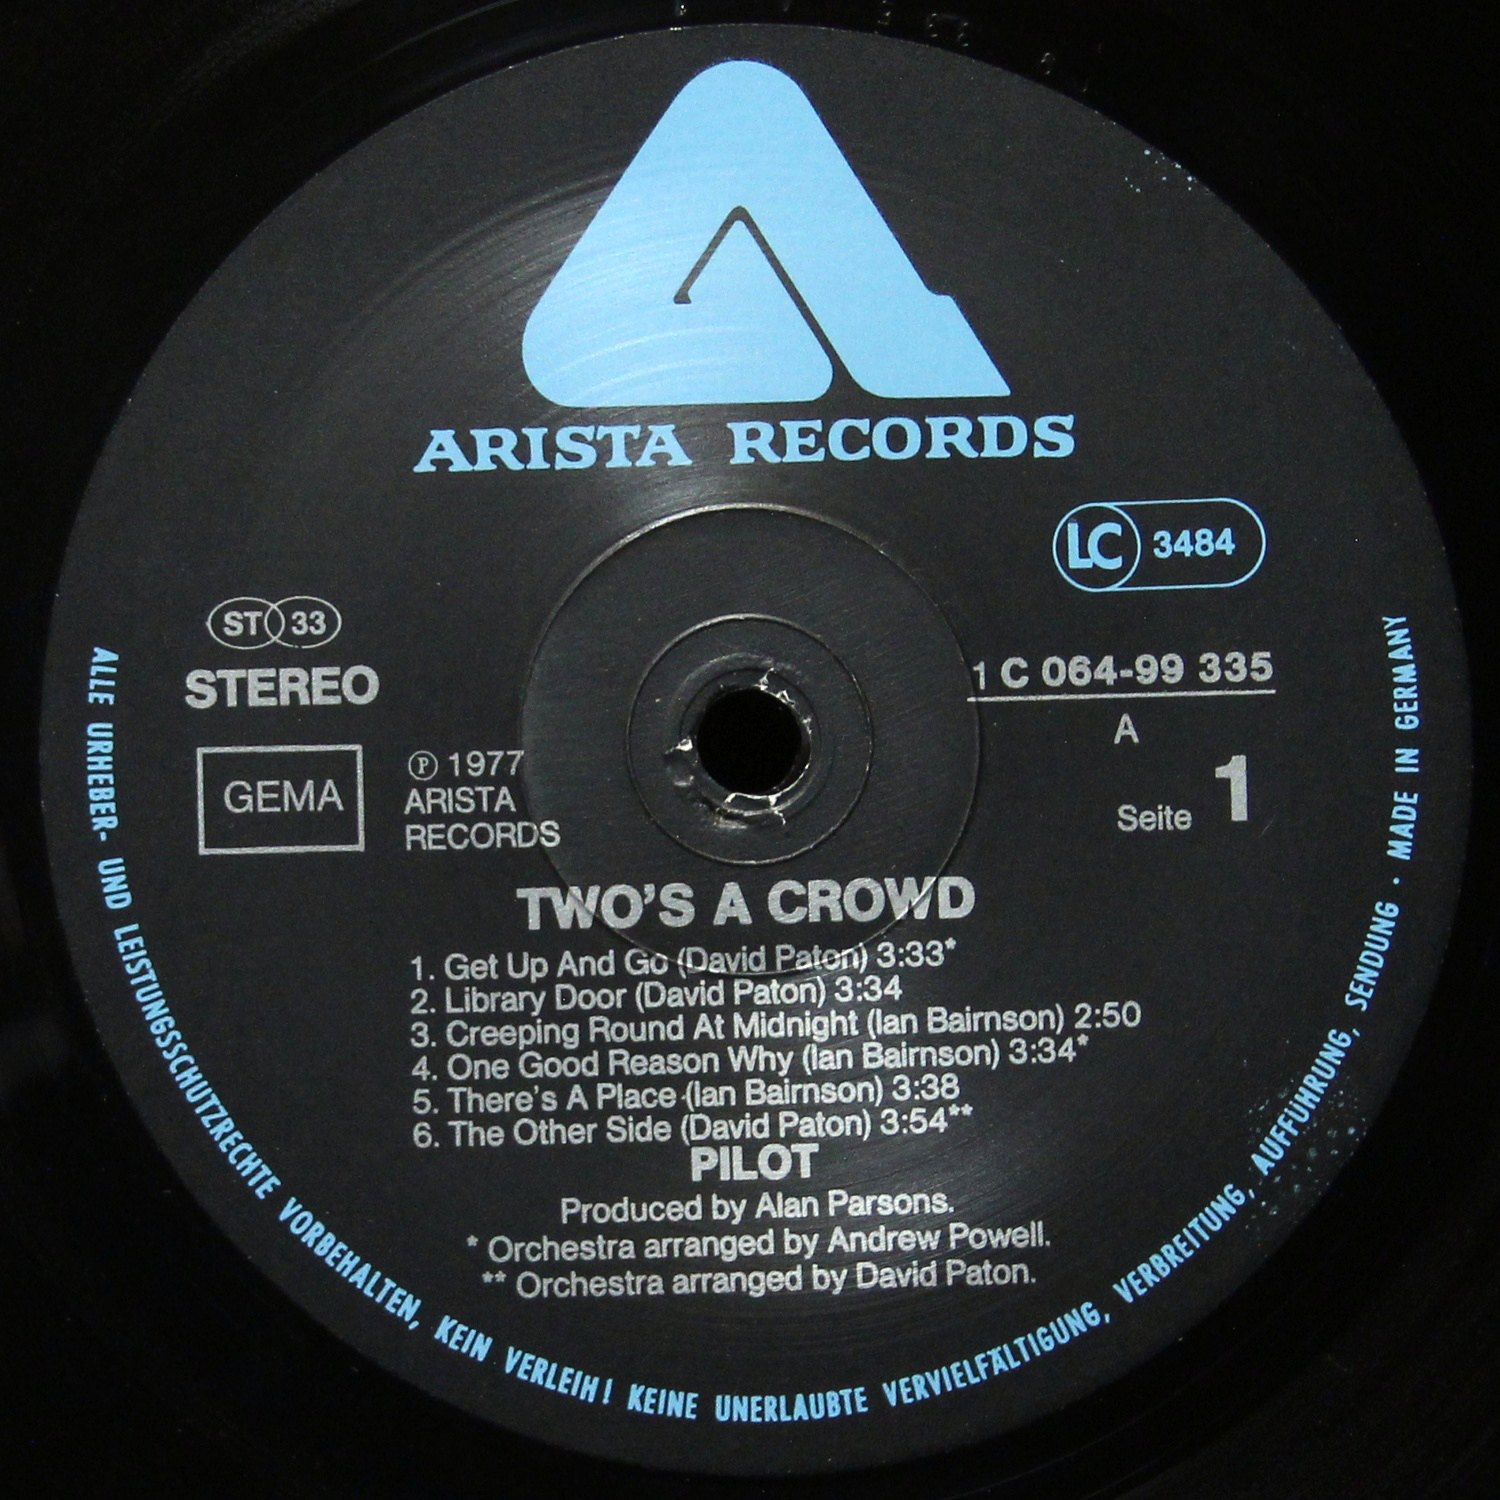 ARISTA RECORDS
LC 3484
ST 33
STEREO
1 C 064-99 335
A
Seite 1
GEMA
℗ 1977
ARISTA
RECORDS
TWO'S A CROWD
1. Get Up And Go (David Paton) 3:33*
2. Library Door (David Paton) 3:34
3. Creeping Round At Midnight (Ian Bairnson) 2:50
4. One Good Reason Why (Ian Bairnson) 3:34*
5. There's A Place (Ian Bairnson) 3:38
6. The Other Side (David Paton) 3:54**
PILOT
Produced by Alan Parsons.
* Orchestra arranged by Andrew Powell.
** Orchestra arranged by David Paton.
ALLE URHEBER- UND LEISTUNGSSCHUTZRECHTE VORBEHALTEN, KEIN VERLEIH! KEINE UNERLAUBTE VERVIELFÄLTIGUNG, VERBREITUNG, AUFFÜHRUNG, SENDUNG · MADE IN GERMANY